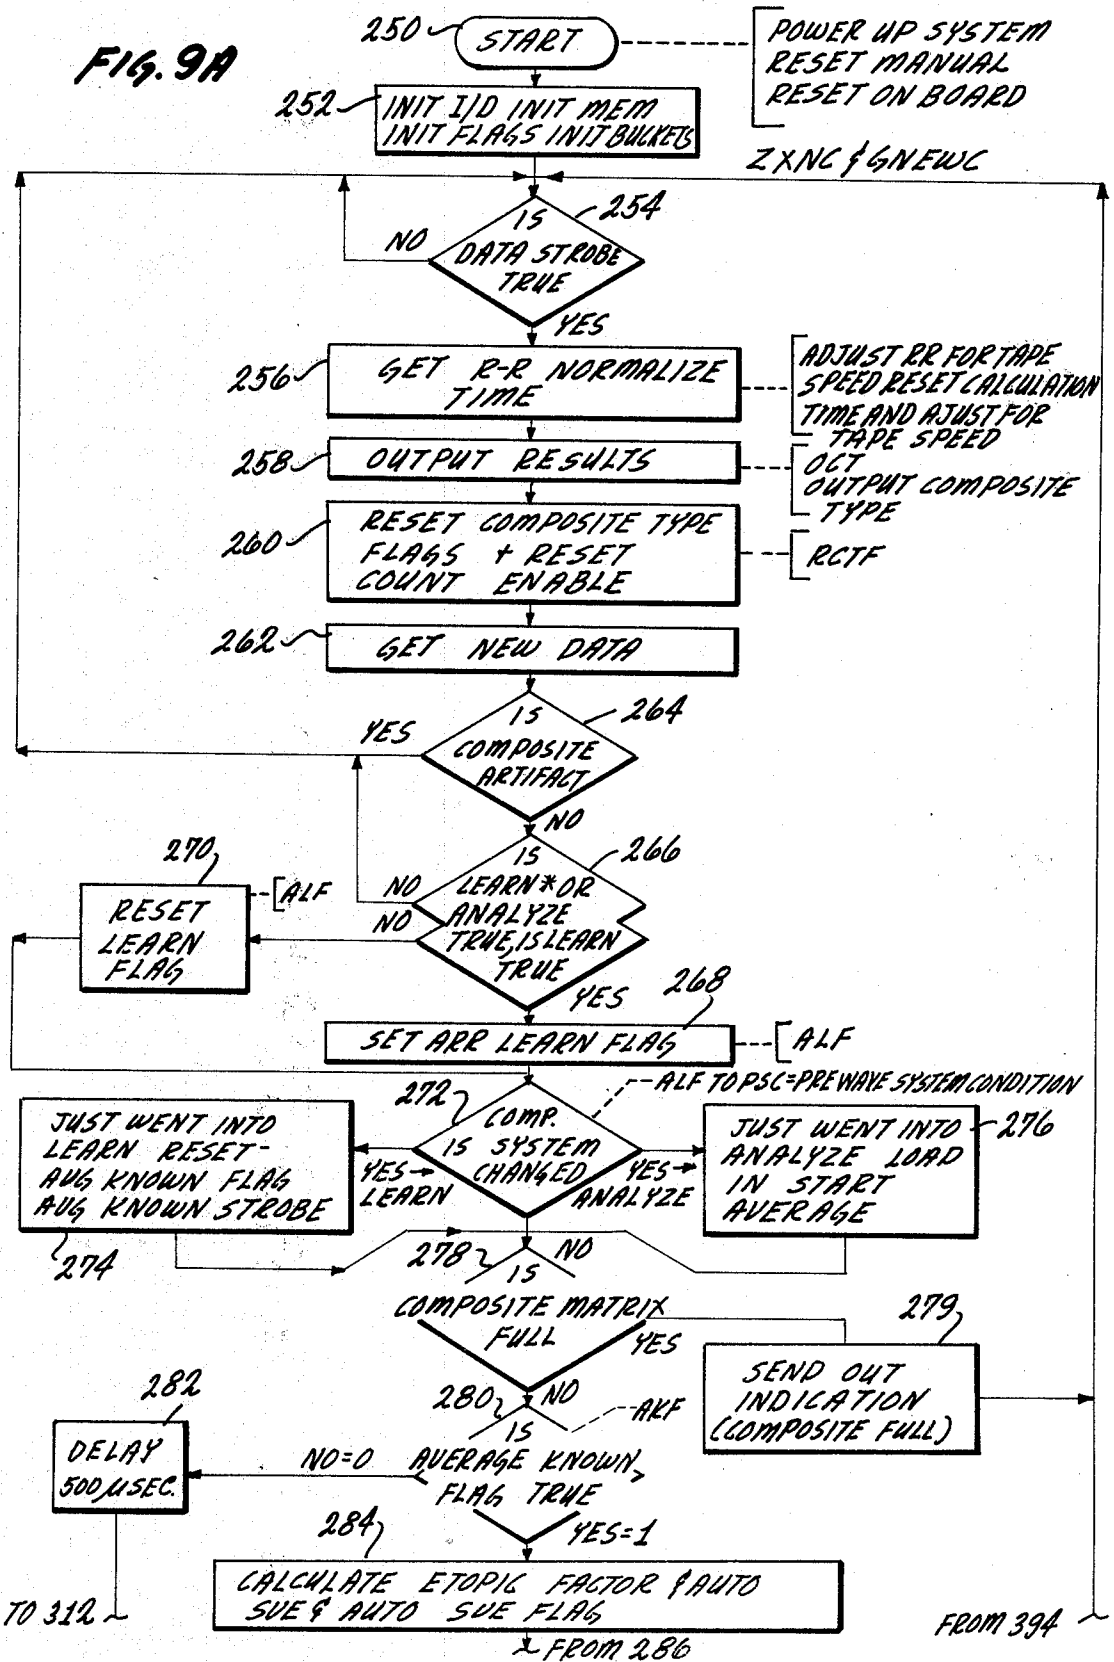 FIG. 9A
250
START
POWER UP SYSTEM
RESET MANUAL
RESET ON BOARD
252
INIT I/D INIT MEM
INIT FLAGS INIT BUCKETS
ZXNC & GNEWC
254
IS
DATA STROBE
TRUE
NO
YES
256
GET R-R NORMALIZE
TIME
ADJUST RR FOR TAPE
SPEED RESET CALCULATION
TIME AND AJUST FOR
TAPE SPEED
258
OUTPUT RESULTS
OCT
OUTPUT COMPOSITE
TYPE
260
RESET COMPOSITE TYPE
FLAGS + RESET
COUNT ENABLE
RCTF
262
GET NEW DATA
264
IS
COMPOSITE
ARTIFACT
YES
NO
266
IS
LEARN* OR
ANALYZE
TRUE, IS LEARN
TRUE
NO
NO
YES
270
RESET
LEARN
FLAG
ALF
268
SET ARR LEARN FLAG
ALF
272
COMP.
IS SYSTEM
CHANGED
ALF TO PSC=PREWAVE SYSTEM CONDITION
YES→
LEARN
YES→
ANALYZE
JUST WENT INTO
LEARN RESET-
AUG KNOWN FLAG
AUG KNOWN STROBE
274
JUST WENT INTO
ANALYZE LOAD
IN START
AVERAGE
276
NO
278
IS
COMPOSITE MATRIX
FULL
YES
NO
279
SEND OUT
INDICATION
(COMPOSITE FULL)
280
IS
AVERAGE KNOWN
FLAG TRUE
AKF
NO=0
YES=1
282
DELAY
500 µSEC.
284
CALCULATE ETOPIC FACTOR & AUTO
SVE & AUTO SVE FLAG
TO 312
FROM 286
FROM 394